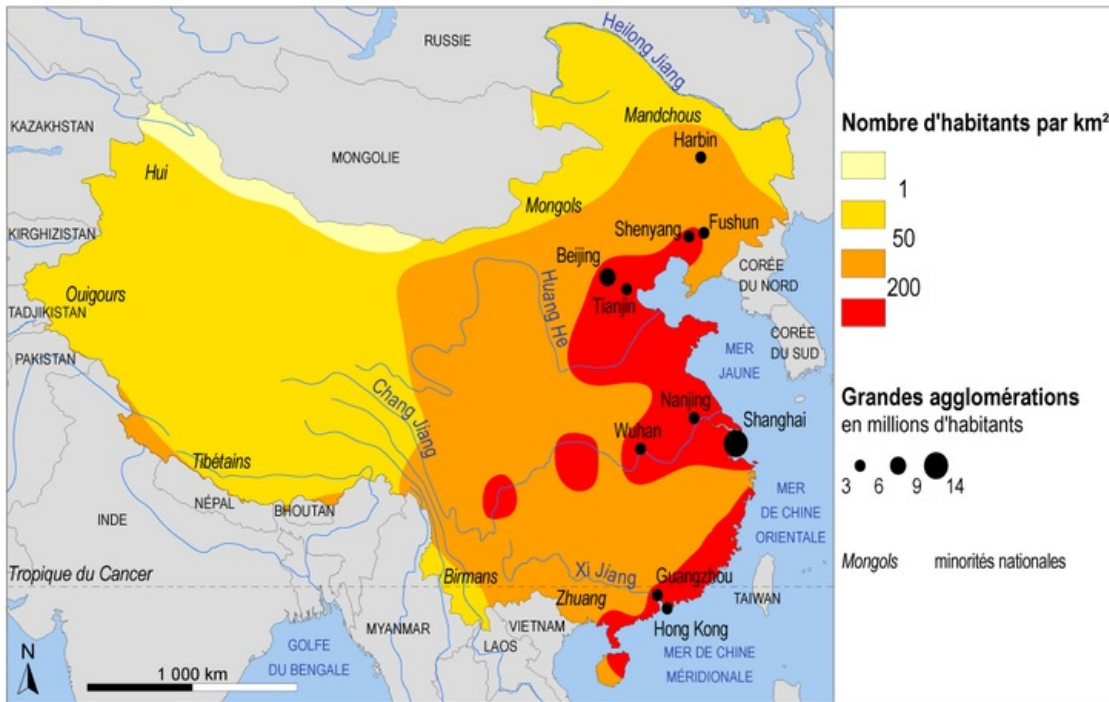 RUSSIE
Heilong Jiang
KAZAKHSTAN
Mandchous
Harbin
MONGOLIE
Hui
Mongols
Shenyang
Fushun
KIRGHIZISTAN
Beijing
CORÉE
DU NORD
Ouigours
Tianjin
TADJIKISTAN
Huang He
CORÉE
DU SUD
PAKISTAN
MER
JAUNE
Chang Jiang
Nanjing
Shanghai
Wuhan
Tibétains
NÉPAL
BHOUTAN
INDE
MER
DE CHINE
ORIENTALE
Tropique du Cancer
Birmans
Xi Jiang
Guangzhou
Zhuang
TAIWAN
MYANMAR
VIETNAM
LAOS
Hong Kong
GOLFE
DU BENGALE
MER DE CHINE
MÉRIDIONALE
N
1 000 km
Nombre d'habitants par km²
1
50
200
Grandes agglomérations
en millions d'habitants
3 6 9 14
Mongols minorités nationales